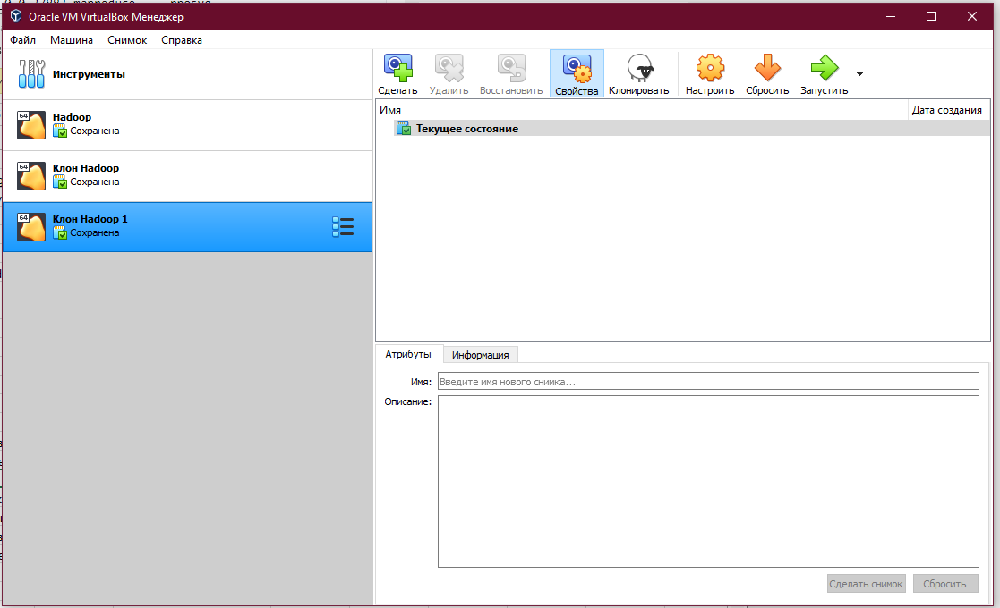 Oracle VM VirtualBox Менеджер
Файл Машина Снимок Справка
Инструменты
64 Hadoop
Сохранена
64 Клон Hadoop
Сохранена
64 Клон Hadoop 1
Сохранена
Сделать Удалить Восстановить Свойства Клонировать Настроить Сбросить Запустить
Имя Дата создания
Текущее состояние
Атрибуты Информация
Имя: Введите имя нового снимка...
Описание:
Сделать снимок Сбросить